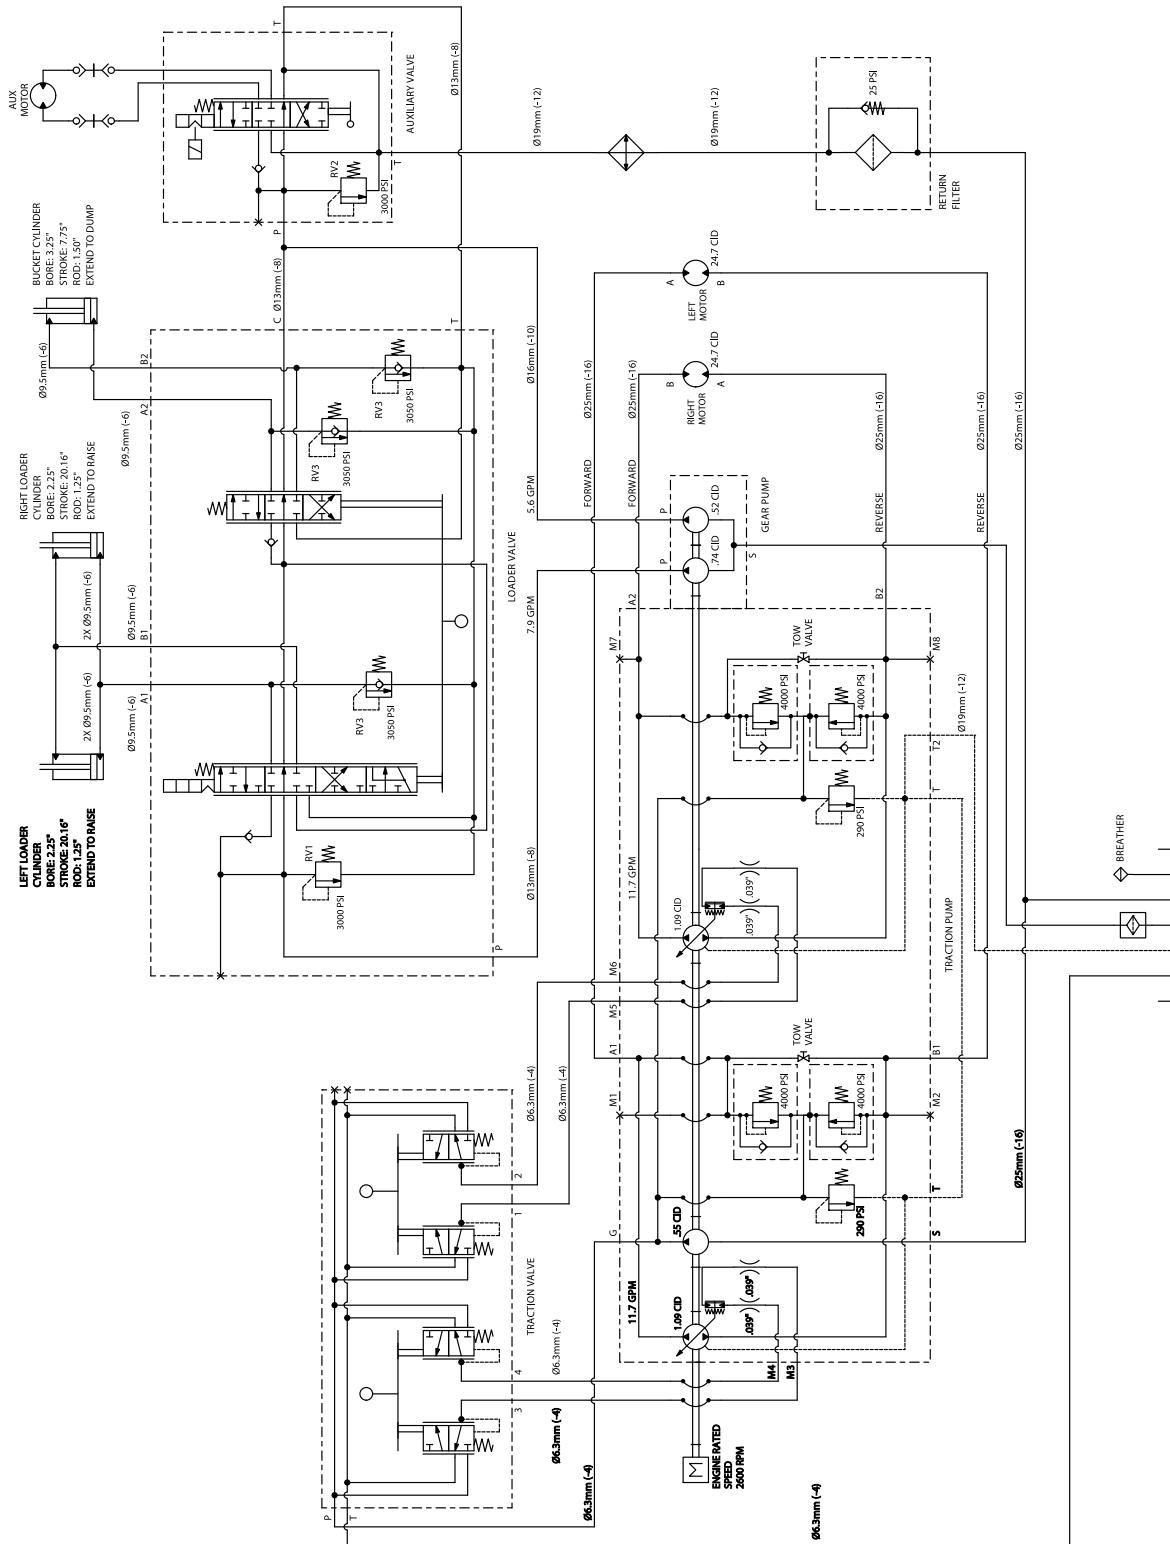 AUX
MOTOR
T
Ø13mm (-8)
AUXILIARY VALVE
RV2
3000 PSI
T
P
Ø19mm (-12)
Ø19mm (-12)
25 PSI
RETURN
FILTER
BUCKET CYLINDER
BORE: 3.25"
STROKE: 7.75"
ROD: 1.50"
EXTEND TO DUMP
Ø9.5mm (-6)
Ø9.5mm (-6)
A2
B2
C
Ø13mm (-8)
T
Ø16mm (-10)
5.6 GPM
RV3
3050 PSI
RV3
3050 PSI
LOADER VALVE
RIGHT LOADER
CYLINDER
BORE: 2.25"
STROKE: 20.16"
ROD: 1.25"
EXTEND TO RAISE
2X Ø9.5mm (-6)
2X Ø9.5mm (-6)
Ø9.5mm (-6)
B1
A1
Ø9.5mm (-6)
RV3
3050 PSI
LEFT LOADER
CYLINDER
BORE: 2.25"
STROKE: 20.16"
ROD: 1.25"
EXTEND TO RAISE
RV1
3000 PSI
P
Ø13mm (-8)
7.9 GPM
A
24.7 CID
B
LEFT
MOTOR
B
24.7 CID
A
RIGHT
MOTOR
Ø25mm (-16)
Ø25mm (-16)
FORWARD
FORWARD
Ø25mm (-16)
Ø25mm (-16)
Ø25mm (-16)
REVERSE
REVERSE
P
.52 CID
P
.74 CID
S
GEAR PUMP
A2
B2
M7
M8
TOW
VALVE
4000 PSI
4000 PSI
290 PSI
T2
T
Ø19mm (-12)
11.7 GPM
1.09 CID
.039"
.039"
TRACTION PUMP
BREATHER
M6
M5
A1
B1
M1
M2
TOW
VALVE
4000 PSI
4000 PSI
290 PSI
T
Ø25mm (-16)
G
.55 CID
S
11.7 GPM
1.09 CID
.039"
.039"
M4
M3
Ø6.3mm (-4)
Ø6.3mm (-4)
2
1
TRACTION VALVE
4
3
Ø6.3mm (-4)
Ø6.3mm (-4)
Ø6.3mm (-4)
P
T
M
ENGINE RATED
SPEED
2600 RPM
Ø6.3mm (-4)